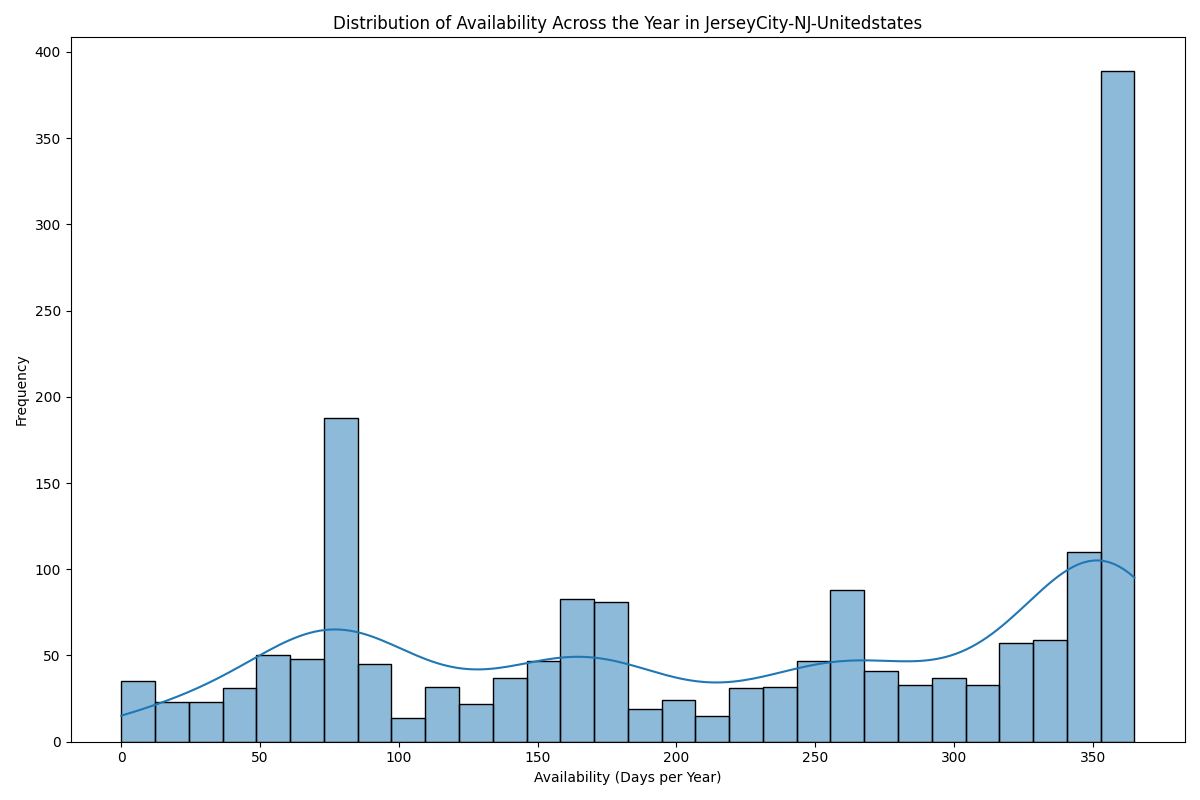 Distribution of Availability Across the Year in JerseyCity-NJ-Unitedstates
400
350
300
250
200
150
100
50
0
Frequency
0 50 100 150 200 250 300 350
Availability (Days per Year)